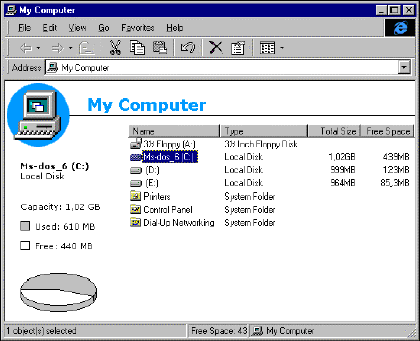 My Computer
File Edit View Go Favorites Help
Address My Computer
My Computer
Name Type Total Size Free Space
3½ Floppy (A:) 3½ Inch Floppy Disk
Ms-dos_6 (C:) Local Disk 1,02GB 439MB
(D:) Local Disk 999MB 123MB
(E:) Local Disk 964MB 85,3MB
Printers System Folder
Control Panel System Folder
Dial-Up Networking System Folder
Ms-dos_6 (C:)
Local Disk
Capacity: 1,02 GB
Used: 610 MB
Free: 440 MB
1 object(s) selected Free Space: 43 My Computer